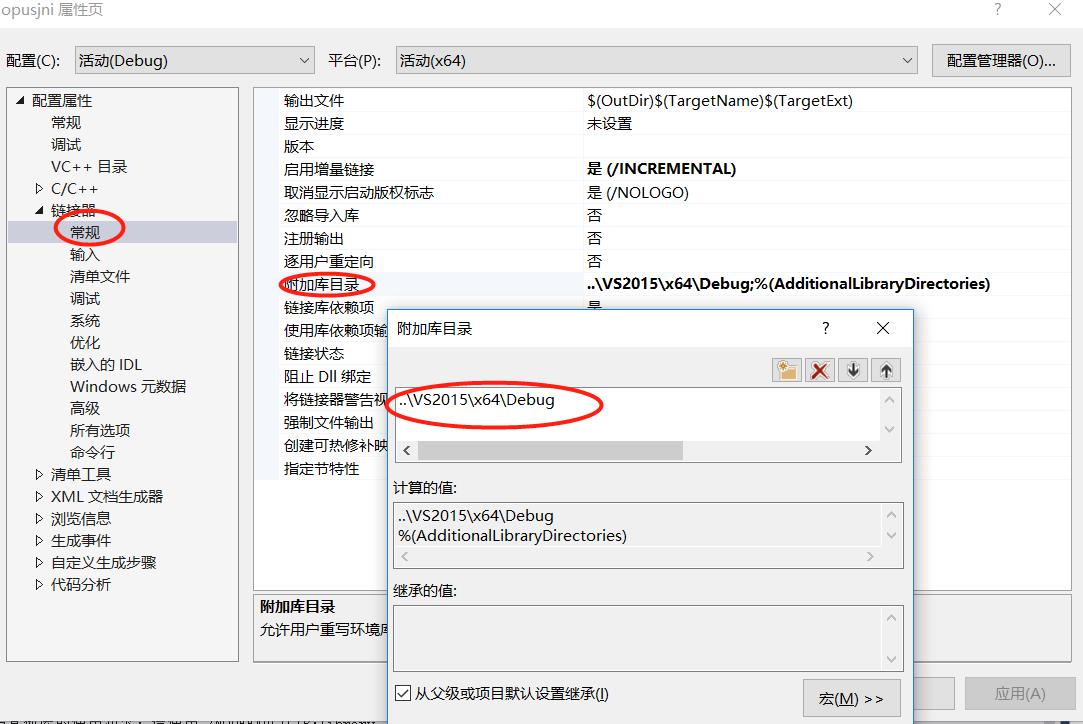 opusjni 属性页
配置(C): 活动(Debug) 平台(P): 活动(x64) 配置管理器(O)...
配置属性
常规
调试
VC++ 目录
C/C++
链接器
常规
输入
清单文件
调试
系统
优化
嵌入的 IDL
Windows 元数据
高级
所有选项
命令行
清单工具
XML 文档生成器
浏览信息
生成事件
自定义生成步骤
代码分析
输出文件 $(OutDir)$(TargetName)$(TargetExt)
显示进度 未设置
版本
启用增量链接 是 (/INCREMENTAL)
取消显示启动版权标志 是 (/NOLOGO)
忽略导入库 否
注册输出 否
逐用户重定向 否
附加库目录 ..\VS2015\x64\Debug;%(AdditionalLibraryDirectories)
链接库依赖项 是
使用库依赖项输
链接状态
阻止 Dll 绑定
将链接器警告视
强制文件输出
创建可热修补映
指定节特性
附加库目录
允许用户重写环境库
附加库目录
..\VS2015\x64\Debug
计算的值:
..\VS2015\x64\Debug
%(AdditionalLibraryDirectories)
继承的值:
从父级或项目默认设置继承(I)
宏(M) >>
应用(A)